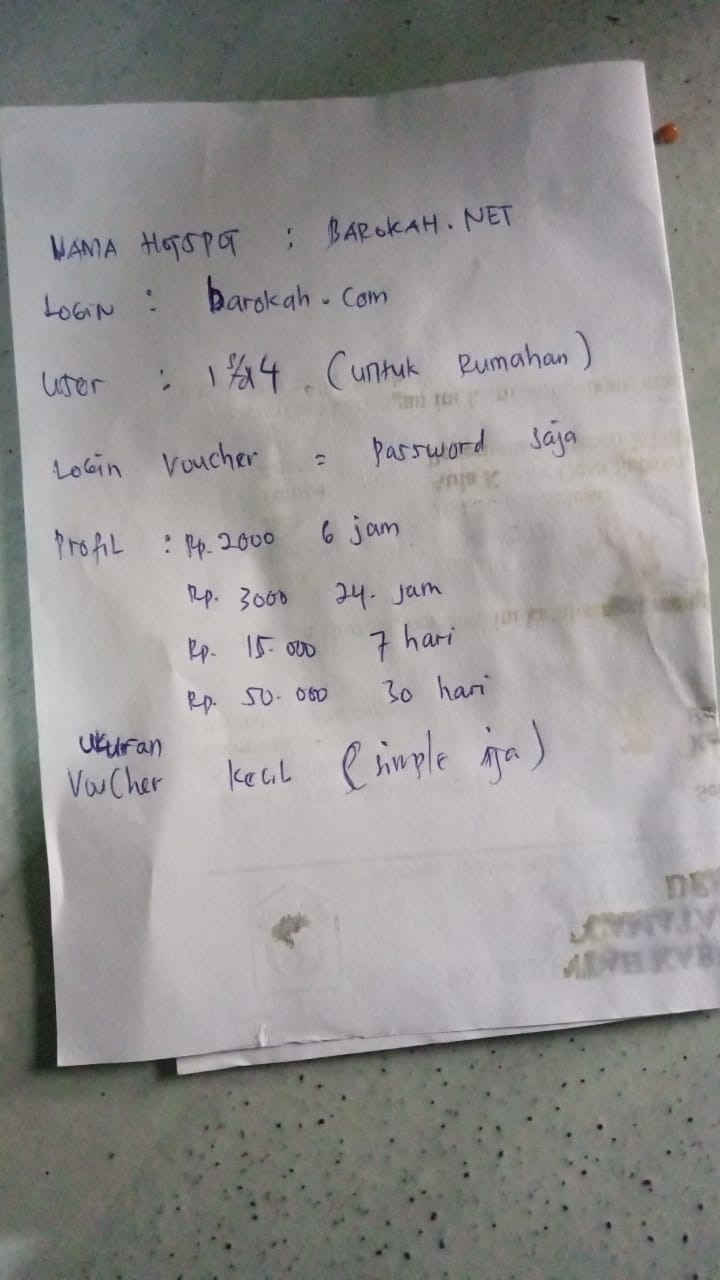 NAMA HOTSPOT : BAROKAH.NET
LOGIN : barokah.com
User : 1 s/d 4 (untuk Rumahan)
LOGIN Voucher = password saja
Profil : Rp. 2000 6 jam
Rp. 3000 24. jam
Rp. 15.000 7 hari
Rp. 50.000 30 hari
ukuran
Voucher kecil (simple aja)